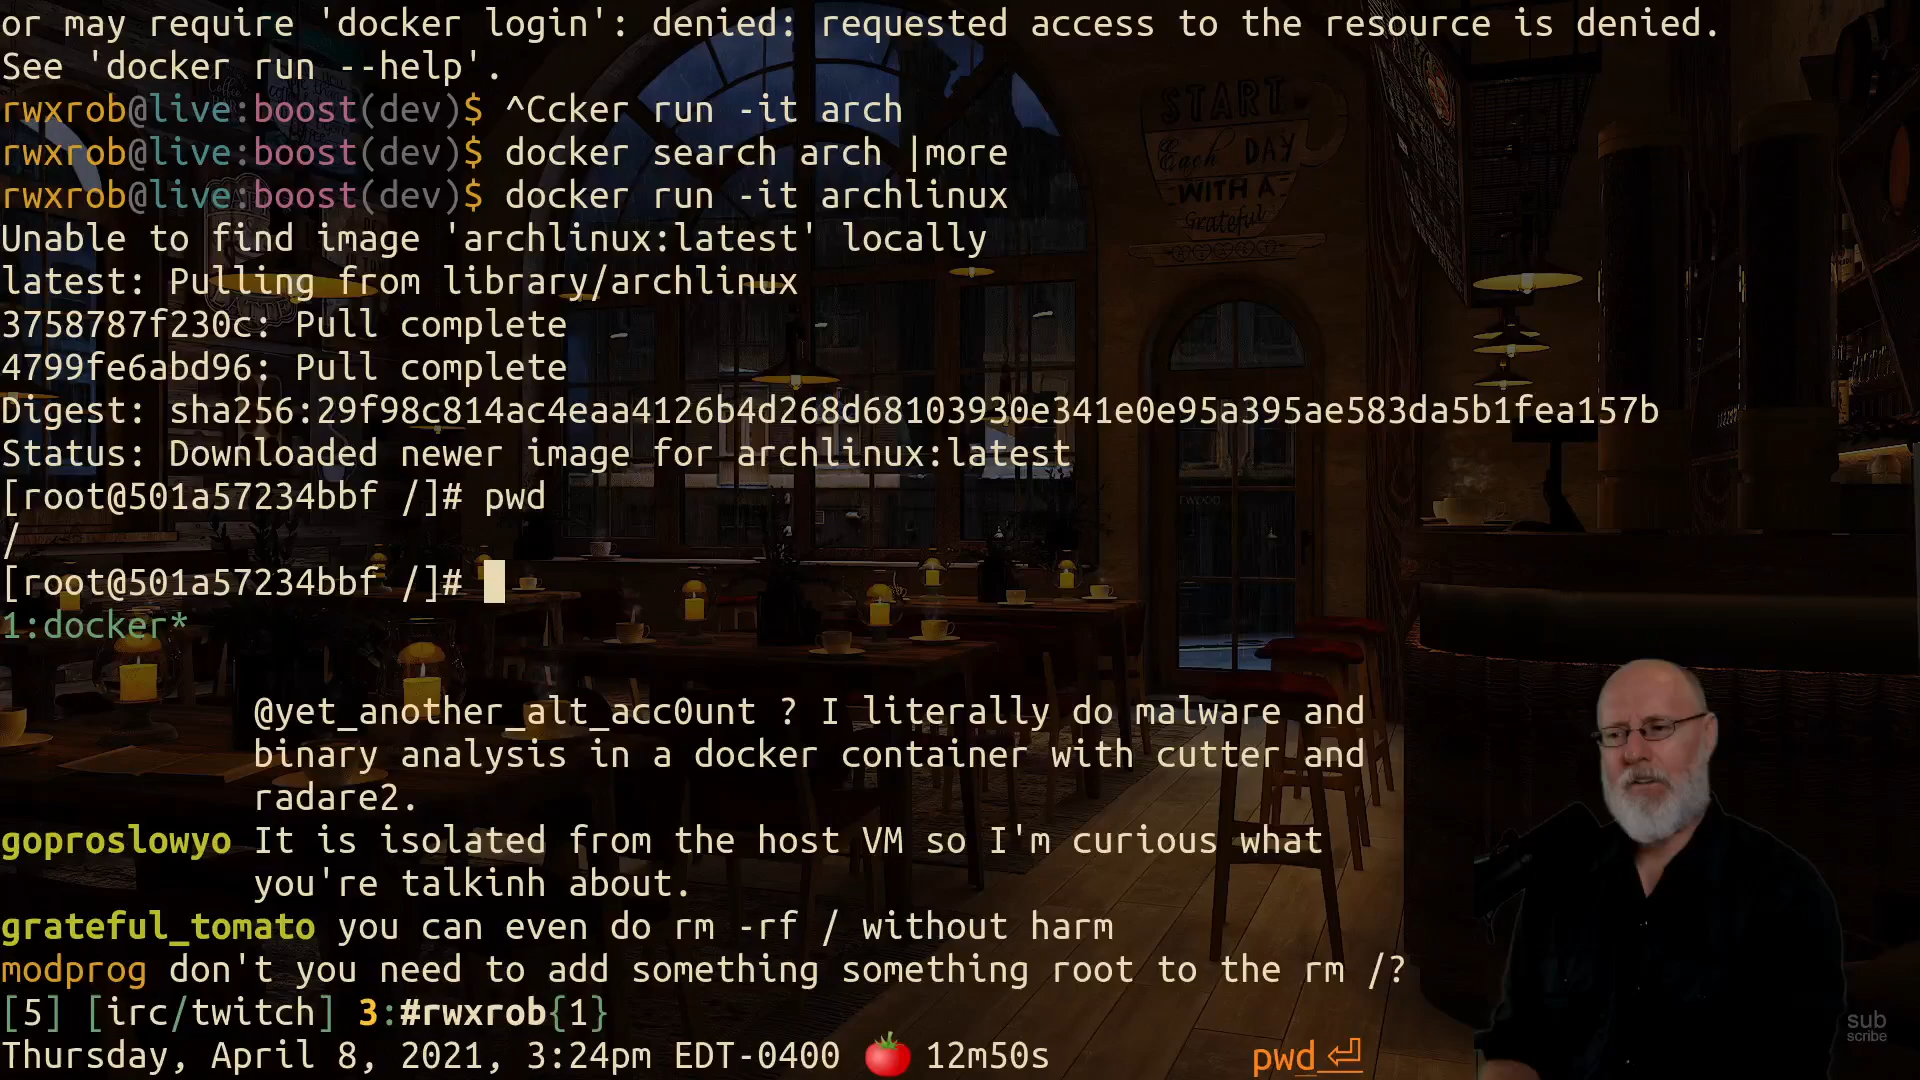 or may require 'docker login': denied: requested access to the resource is denied.
See 'docker run --help'.
rwxrob@live:boost(dev)$ ^Ccker run -it arch
rwxrob@live:boost(dev)$ docker search arch |more
rwxrob@live:boost(dev)$ docker run -it archlinux
Unable to find image 'archlinux:latest' locally
latest: Pulling from library/archlinux
3758787f230c: Pull complete
4799fe6abd96: Pull complete
Digest: sha256:29f98c814ac4eaa4126b4d268d68103930e341e0e95a395ae583da5b1fea157b
Status: Downloaded newer image for archlinux:latest
[root@501a57234bbf /]# pwd
/
[root@501a57234bbf /]#
1:docker*
@yet_another_alt_acc0unt ? I literally do malware and
binary analysis in a docker container with cutter and
radare2.
goproslowyo It is isolated from the host VM so I'm curious what
you're talkinh about.
grateful_tomato you can even do rm -rf / without harm
modprog don't you need to add something something root to the rm /?
[5] [irc/twitch] 3:#rwxrob{1}
Thursday, April 8, 2021, 3:24pm EDT-0400 🍅 12m50s
pwd⏎
START
Each DAY
WITH A
Grateful
sub
scribe